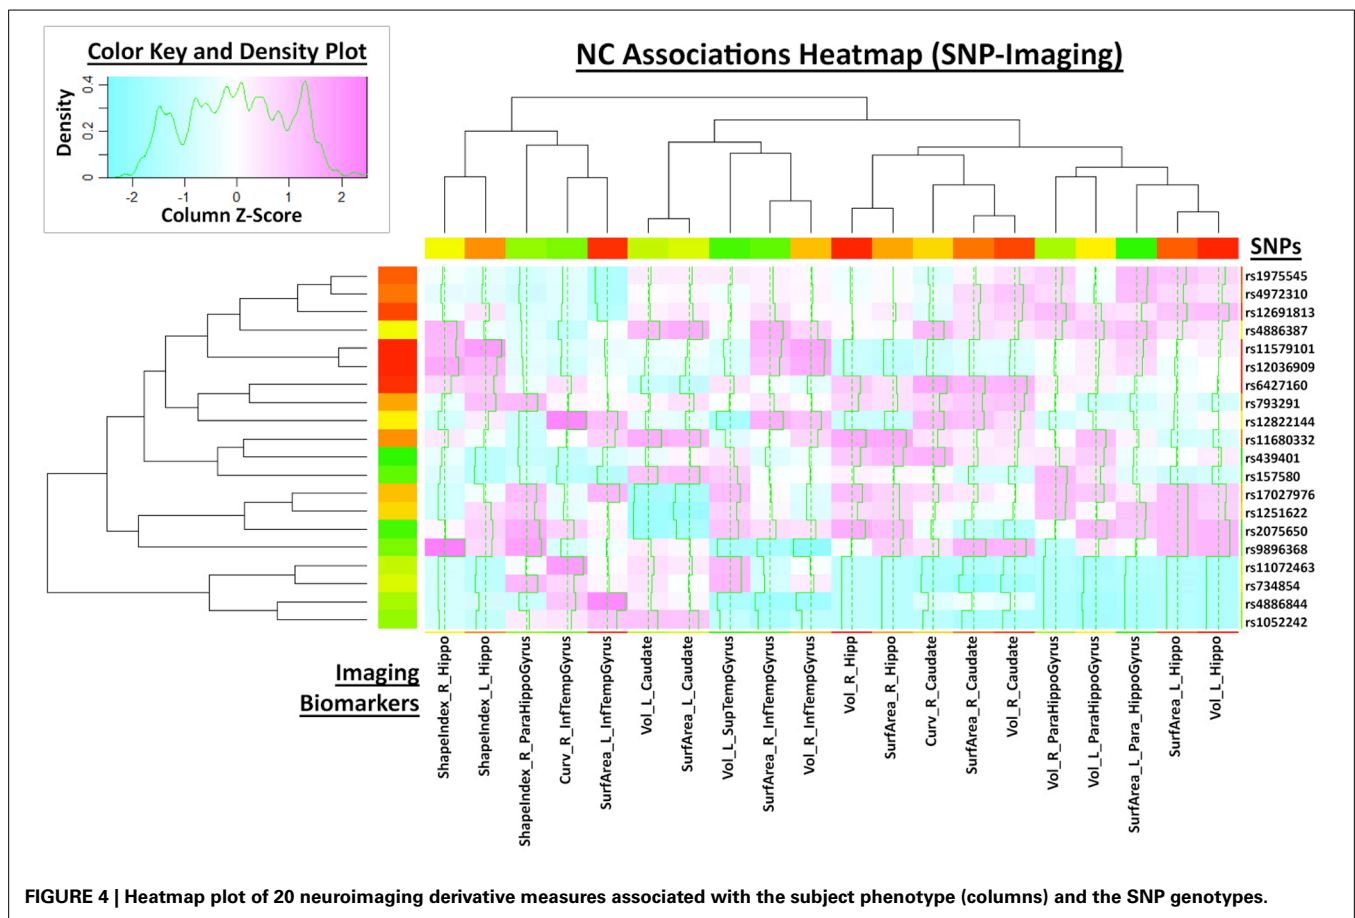 Color Key and Density Plot
Density
0
0.2
0.4
-2
-1
0
1
2
Column Z-Score
NC Associations Heatmap (SNP-Imaging)
SNPs
rs1975545
rs4972310
rs12691813
rs4886387
rs11579101
rs12036909
rs6427160
rs793291
rs12822144
rs11680332
rs439401
rs157580
rs17027976
rs1251622
rs2075650
rs9896368
rs11072463
rs734854
rs4886844
rs1052242
Imaging
Biomarkers
ShapeIndex_R_Hippo
ShapeIndex_L_Hippo
ShapeIndex_R_ParaHippoGyrus
Curv_R_InfTempGyrus
SurfArea_L_InfTempGyrus
Vol_L_Caudate
SurfArea_L_Caudate
Vol_L_SupTempGyrus
SurfArea_R_InfTempGyrus
Vol_R_InfTempGyrus
Vol_R_Hipp
SurfArea_R_Hippo
Curv_R_Caudate
SurfArea_R_Caudate
Vol_R_Caudate
Vol_R_ParaHippoGyrus
Vol_L_ParaHippoGyrus
SurfArea_L_Para_HippoGyrus
SurfArea_L_Hippo
Vol_L_Hippo
FIGURE 4 | Heatmap plot of 20 neuroimaging derivative measures associated with the subject phenotype (columns) and the SNP genotypes.